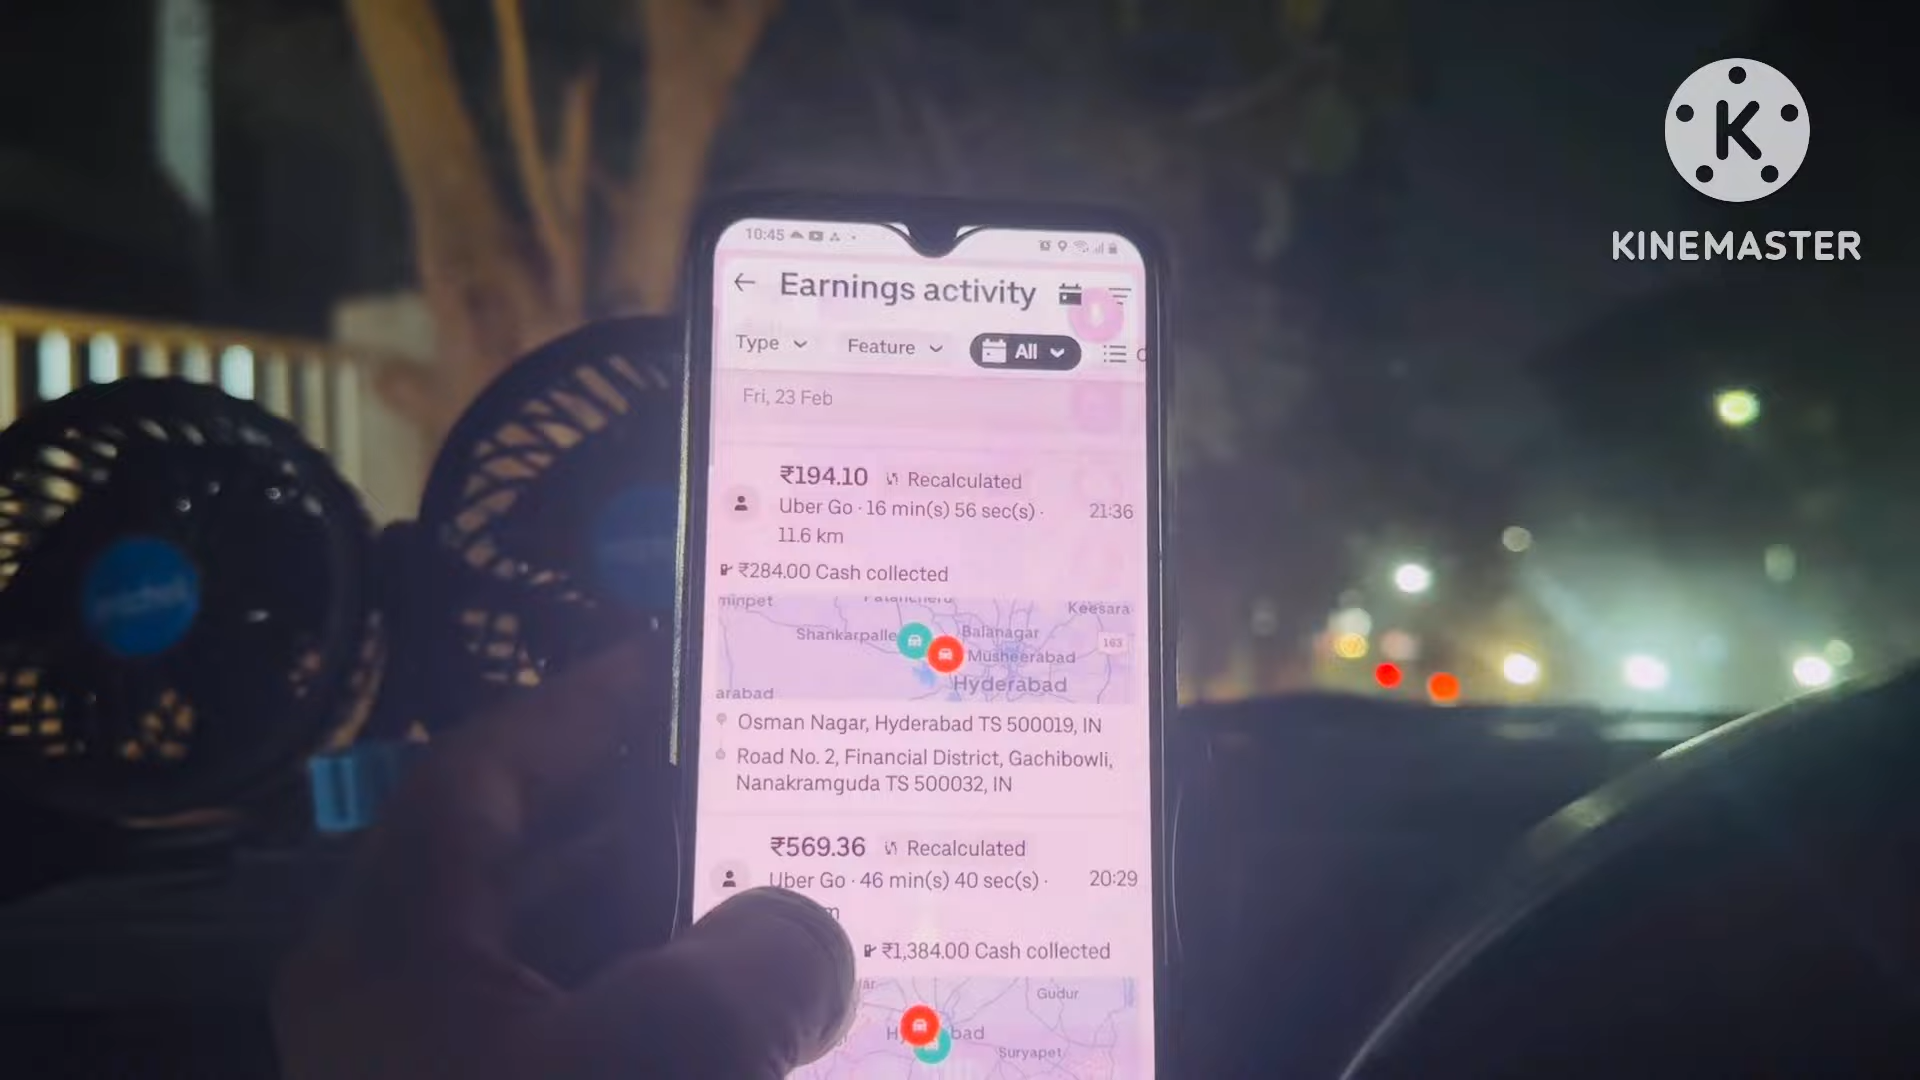 K
KINEMASTER
10:45
Earnings activity
Type
Feature
All
Fri, 23 Feb
₹194.10 Recalculated
Uber Go · 16 min(s) 56 sec(s) · 21:36
11.6 km
₹284.00 Cash collected
Keesara
Shankarpalle
Balanagar
163
Musheerabad
Hyderabad
arabad
Osman Nagar, Hyderabad TS 500019, IN
Road No. 2, Financial District, Gachibowli,
Nanakramguda TS 500032, IN
₹569.36 Recalculated
Uber Go · 46 min(s) 40 sec(s) · 20:29
₹1,384.00 Cash collected
Gudur
bad
Suryapet